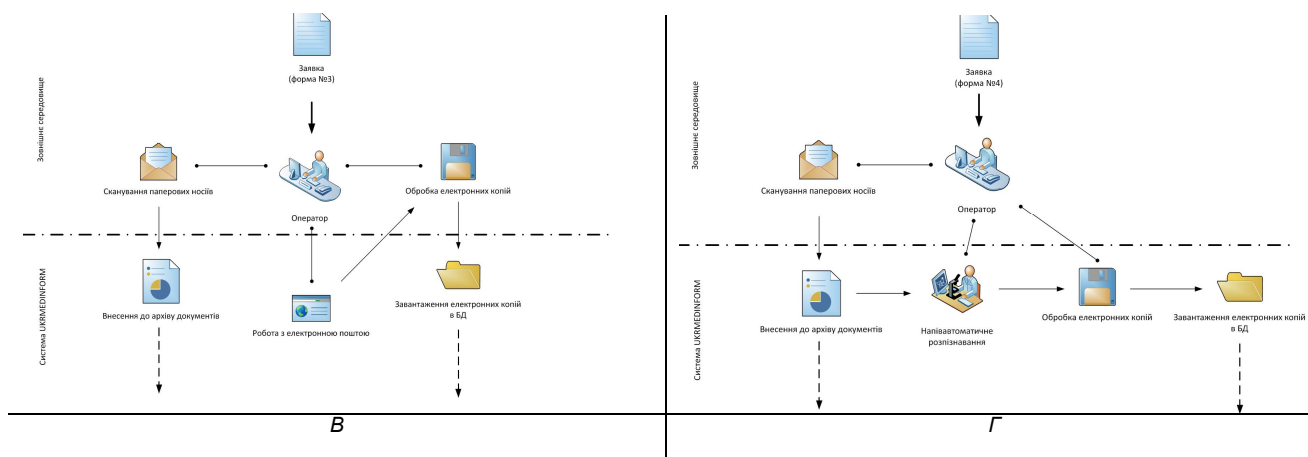 Зовнішнє середовище
Заявка
(форма №3)
Сканування паперових носіїв
Оператор
Обробка електронних копій
Система UKRMEDINFORM
Внесення до архіву документів
Робота з електронною поштою
Завантаження електронних копій
в БД
В
Зовнішнє середовище
Заявка
(форма №4)
Сканування паперових носіїв
Оператор
Система UKRMEDINFORM
Внесення до архіву документів
Напівавтоматичне
розпізнавання
Обробка електронних копій
Завантаження електронних копій
в БД
Г